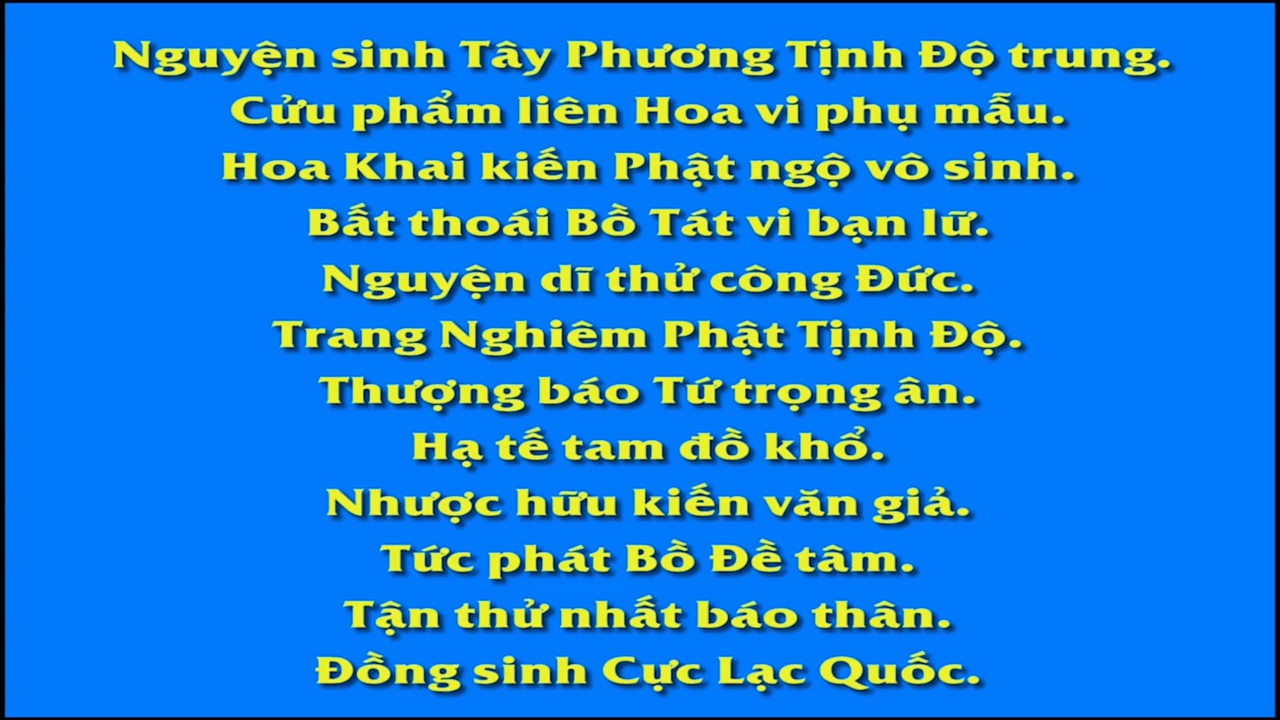 Nguyện sinh Tây Phương Tịnh Độ trung.
Cửu phẩm liên Hoa vi phụ mẫu.
Hoa Khai kiến Phật ngộ vô sinh.
Bất thoái Bồ Tát vi bạn lữ.
Nguyện dĩ thử công Đức.
Trang Nghiêm Phật Tịnh Độ.
Thượng báo Tứ trọng ân.
Hạ tế tam đồ khổ.
Nhược hữu kiến văn giả.
Tức phát Bồ Đề tâm.
Tận thử nhất báo thân.
Đồng sinh Cực Lạc Quốc.